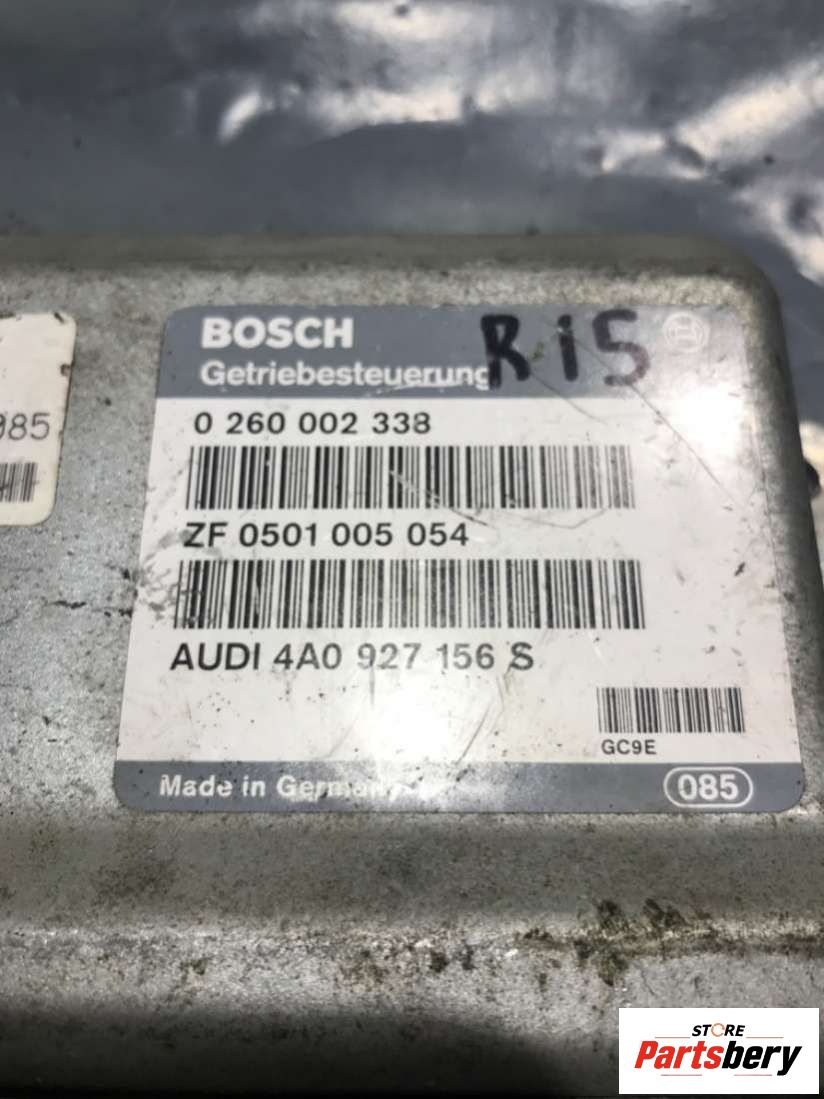 BOSCH
R15
Getriebesteuerung
0 260 002 338
085
ZF 0501 005 054
AUDI 4A0 927 156 S
GC9E
Made in Germany
085
STORE
Partsbery